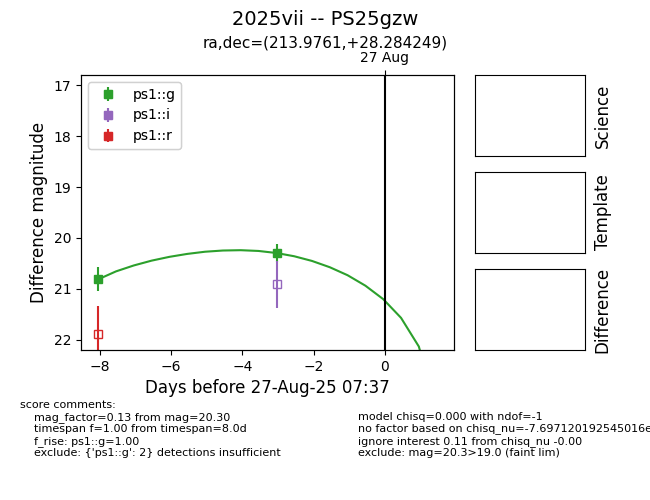 2025vii -- PS25gzw
ra,dec=(213.9761,+28.284249)
27 Aug
17
18
19
20
21
22
Difference magnitude
ps1::g
ps1::i
ps1::r
−8
−6
−4
−2
0
Days before 27-Aug-25 07:37
Science
Template
Difference
score comments:
mag_factor=0.13 from mag=20.30
timespan f=1.00 from timespan=8.0d
f_rise: ps1::g=1.00
exclude: {'ps1::g': 2} detections insufficient
model chisq=0.000 with ndof=-1
no factor based on chisq_nu=-7.697120192545016e
ignore interest 0.11 from chisq_nu -0.00
exclude: mag=20.3>19.0 (faint lim)